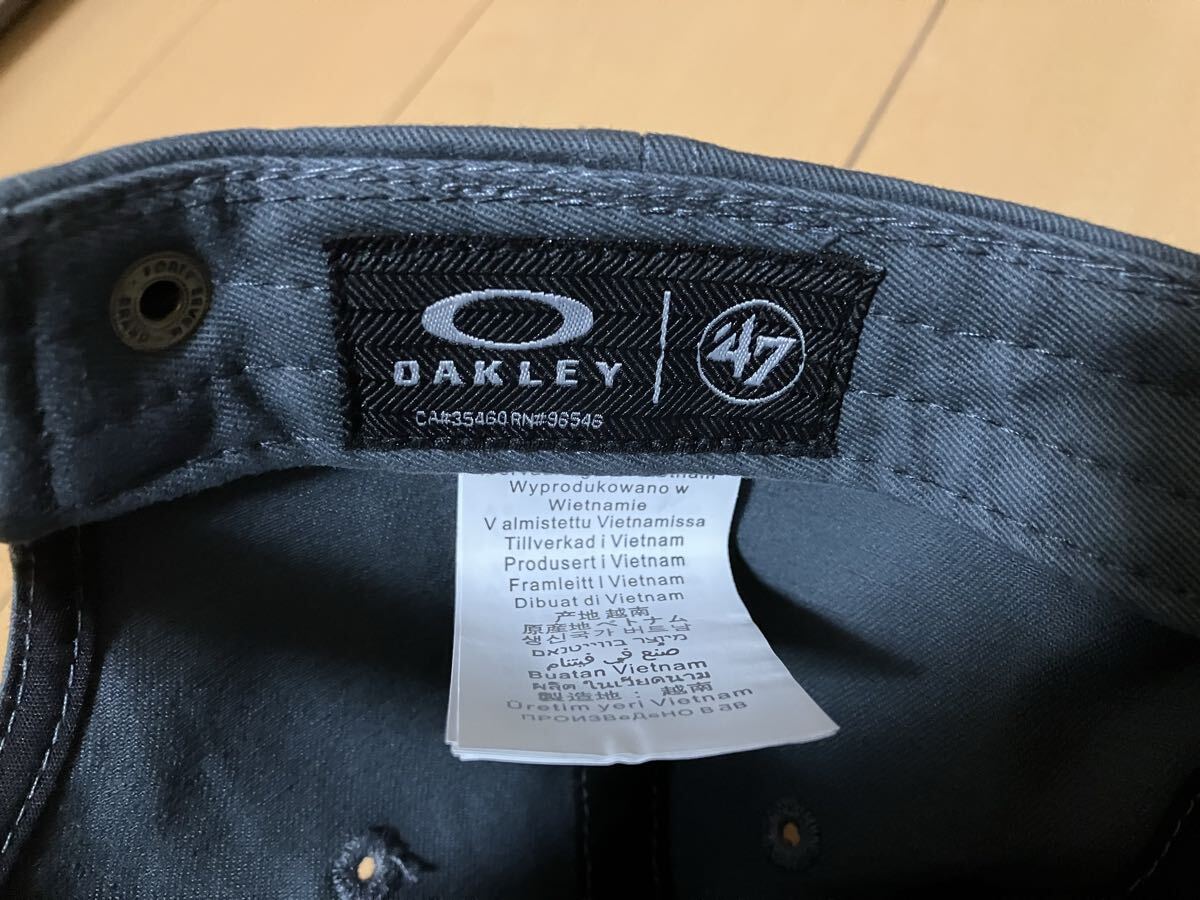 OAKLEY
'47
CA#35460 RN#96546
Wyprodukowano w
Wietnamie
Valmistettu Vietnamissa
Tillverkad i Vietnam
Produsert i Vietnam
Framleitt I Vietnam
Dibuat di Vietnam
产地 越南
原産地 ベトナム
생산국가 베트남
מיוצר בווייטנאם
صنع في فيتنام
Buatan Vietnam
ผลิต ในเวียดนาม
製造地：越南
Üretim yeri Vietnam